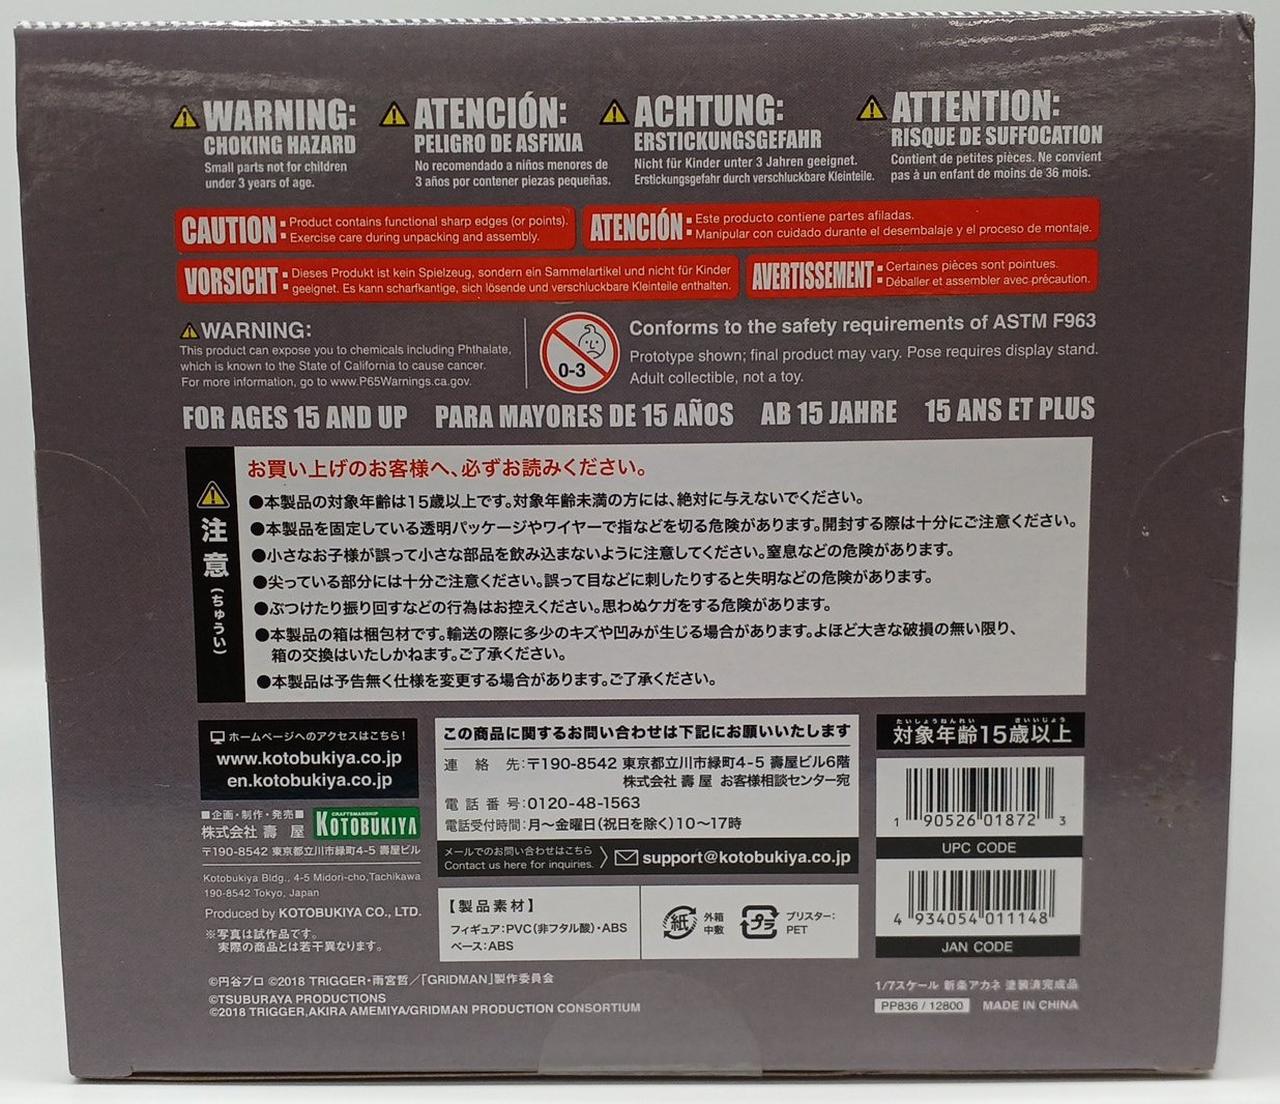 WARNING:
CHOKING HAZARD
Small parts not for children
under 3 years of age.
ATENCIÓN:
PELIGRO DE ASFIXIA
No recomendado a niños menores de
3 años por contener piezas pequeñas.
ACHTUNG:
ERSTICKUNGSGEFAHR
Nicht für Kinder unter 3 Jahren geeignet.
Erstickungsgefahr durch verschluckbare Kleinteile.
ATTENTION:
RISQUE DE SUFFOCATION
Contient de petites pièces. Ne convient
pas à un enfant de moins de 36 mois.
CAUTION: Product contains functional sharp edges (or points).
Exercise care during unpacking and assembly.
ATENCIÓN: Este producto contiene partes afiladas.
Manipular con cuidado durante el desembalaje y el proceso de montaje.
VORSICHT: Dieses Produkt ist kein Spielzeug, sondern ein Sammelartikel und nicht für Kinder
geeignet. Es kann scharfkantige, sich lösende und verschluckbare Kleinteile enthalten.
AVERTISSEMENT: Certaines pièces sont pointues.
Déballer et assembler avec précaution.
WARNING:
This product can expose you to chemicals including Phthalate,
which is known to the State of California to cause cancer.
For more information, go to www.P65Warnings.ca.gov.
0-3
Conforms to the safety requirements of ASTM F963
Prototype shown; final product may vary. Pose requires display stand.
Adult collectible, not a toy.
FOR AGES 15 AND UP PARA MAYORES DE 15 AÑOS AB 15 JAHRE 15 ANS ET PLUS
注意(ちゅうい)
お買い上げのお客様へ、必ずお読みください。
●本製品の対象年齢は15歳以上です。対象年齢未満の方には、絶対に与えないでください。
●本製品を固定している透明パッケージやワイヤーで指などを切る危険があります。開封する際は十分にご注意ください。
●小さなお子様が誤って小さな部品を飲み込まないように注意してください。窒息などの危険があります。
●尖っている部分には十分ご注意ください。誤って目などに刺したりすると失明などの危険があります。
●ぶつけたり振り回すなどの行為はお控えください。思わぬケガをする危険があります。
●本製品の箱は梱包材です。輸送の際に多少のキズや凹みが生じる場合があります。よほど大きな破損の無い限り、
箱の交換はいたしかねます。ご了承ください。
●本製品は予告無く仕様を変更する場合があります。ご了承ください。
ホームページへのアクセスはこちら!
www.kotobukiya.co.jp
en.kotobukiya.co.jp
■企画・制作・発売■
株式会社 壽 屋
CRAFTSMANSHIP
KOTOBUKIYA
〒190-8542 東京都立川市緑町4-5 壽屋ビル
Kotobukiya Bldg., 4-5 Midori-cho,Tachikawa
190-8542 Tokyo, Japan
Produced by KOTOBUKIYA CO., LTD.
※写真は試作品です。
実際の商品とは若干異なります。
この商品に関するお問い合わせは下記にお願いいたします
連 絡 先:〒190-8542 東京都立川市緑町4-5 壽屋ビル6階
株式会社 壽 屋 お客様相談センター宛
電 話 番 号:0120-48-1563
電話受付時間:月〜金曜日(祝日を除く)10〜17時
メールでのお問い合わせはこちら
Contact us here for inquiries.
support@kotobukiya.co.jp
【製品素材】
フィギュア:PVC(非フタル酸)・ABS
ベース:ABS
紙
外箱
中敷
プラ
ブリスター:
PET
たいしょうねんれい さいいじょう
対象年齢15歳以上
1 90526 01872 3
UPC CODE
4 934054 011148
JAN CODE
©円谷プロ ©2018 TRIGGER・雨宮哲/「GRIDMAN」製作委員会
©TSUBURAYA PRODUCTIONS
©2018 TRIGGER,AKIRA AMEMIYA/GRIDMAN PRODUCTION CONSORTIUM
1/7スケール 新条アカネ 塗装済完成品
PP836 / 12800 MADE IN CHINA